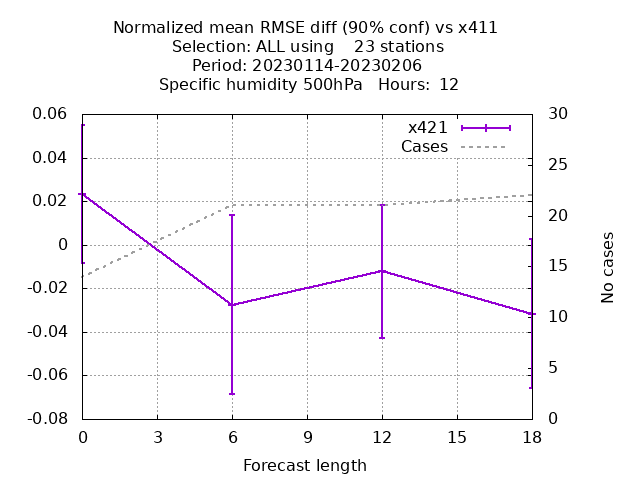 Normalized mean RMSE diff (90% conf) vs x411
Selection: ALL using    23 stations
Period: 20230114-20230206
Specific humidity 500hPa   Hours:  12
0.06
0.04
0.02
0
-0.02
-0.04
-0.06
-0.08
x421
Cases
30
25
20
15
10
5
0
No cases
0 3 6 9 12 15 18
Forecast length